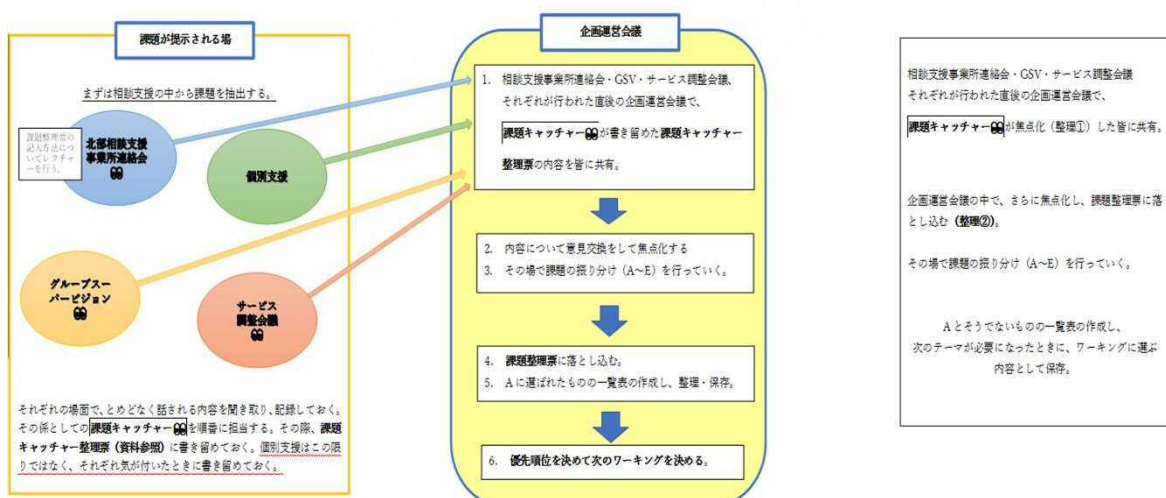 課題が提示される場
まずは相談支援の中から課題を抽出する。
課題整理票の
記入方法につ
いてレクチャ
ーを行う。
北部相談支援
事業所連絡会
個別支援
グループスー
パービジョン
サービス
調整会議
それぞれの場面で、とめどなく話される内容を聞き取り、記録しておく。
その係としての課題キャッチャーを順番に担当する。その際、課題
キャッチャー整理票（資料参照）に書き留めておく。個別支援はこの限
りではなく、それぞれ気が付いたときに書き留めておく。
企画運営会議
1. 相談支援事業所連絡会・GSV・サービス調整会議、
それぞれが行われた直後の企画運営会議で、
課題キャッチャーが書き留めた課題キャッチャー
整理票の内容を皆に共有。
2. 内容について意見交換をして焦点化する
3. その場で課題の振り分け（A～E）を行っていく。
4. 課題整理票に落とし込む。
5. Aに選ばれたものの一覧表の作成し、整理・保存。
6. 優先順位を決めて次のワーキングを決める。
相談支援事業所連絡会・GSV・サービス調整会議
それぞれが行われた直後の企画運営会議で、
課題キャッチャーが焦点化（整理①）した皆に共有。
企画運営会議の中で、さらに焦点化し、課題整理票に落
とし込む（整理②）。
その場で課題の振り分け（A～E）を行っていく。
Aとそうでないものの一覧表の作成し、
次のテーマが必要になったときに、ワーキングに選ぶ
内容として保存。